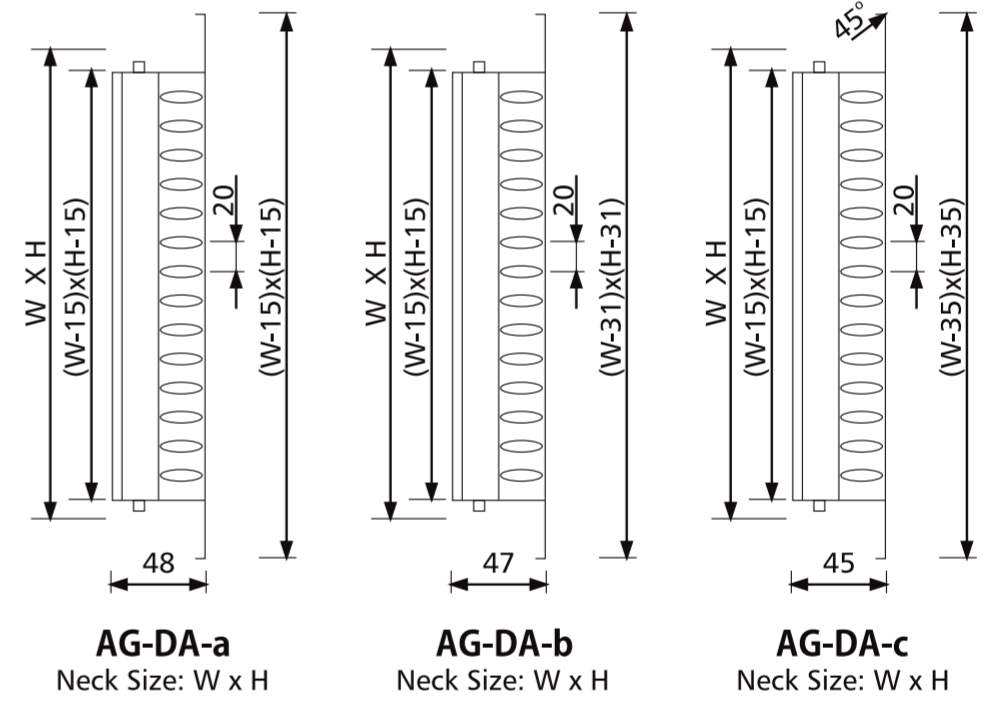 W X H
(W-15)x(H-15)
20
(W-15)x(H-15)
48
AG-DA-a
Neck Size: W x H
W X H
(W-15)x(H-15)
20
(W-31)x(H-31)
47
AG-DA-b
Neck Size: W x H
45°
W X H
(W-15)x(H-15)
20
(W-35)x(H-35)
45
AG-DA-c
Neck Size: W x H